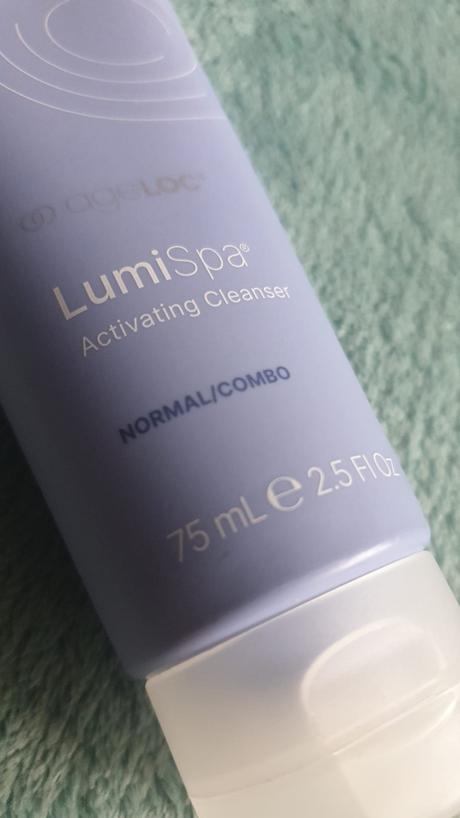 ageLOC®
LumiSpa®
Activating Cleanser
NORMAL/COMBO
75 mL ℮ 2.5 Fl Oz